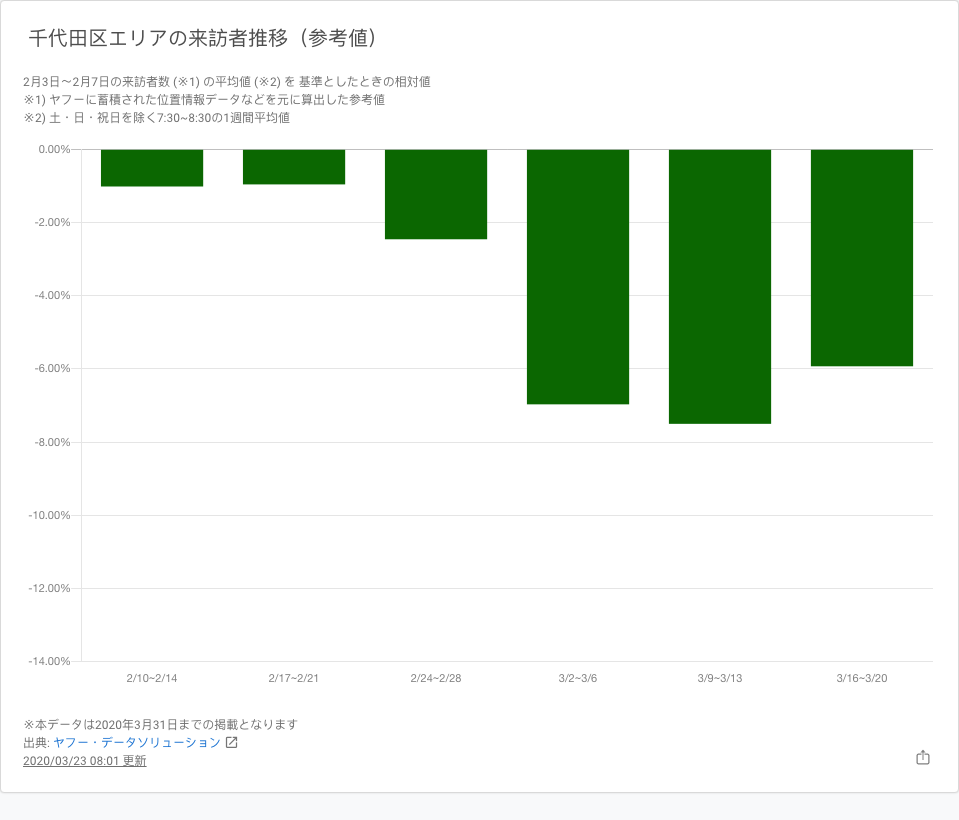 千代田区エリアの来訪者推移（参考値）
2月3日～2月7日の来訪者数 (※1) の平均値 (※2) を 基準としたときの相対値
※1) ヤフーに蓄積された位置情報データなどを元に算出した参考値
※2) 土・日・祝日を除く7:30~8:30の1週間平均値
0.00%
-2.00%
-4.00%
-6.00%
-8.00%
-10.00%
-12.00%
-14.00%
2/10~2/14 2/17~2/21 2/24~2/28 3/2~3/6 3/9~3/13 3/16~3/20
※本データは2020年3月31日までの掲載となります
出典: ヤフー・データソリューション
2020/03/23 08:01 更新